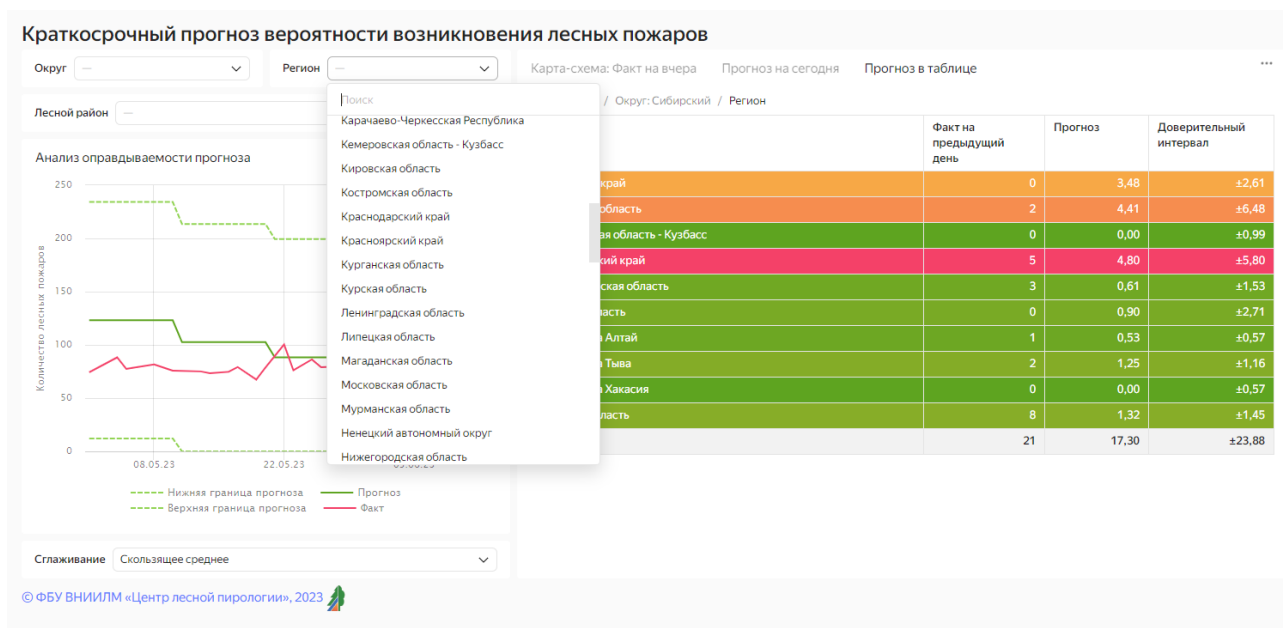 Краткосрочный прогноз вероятности возникновения лесных пожаров
Округ —
Регион —
Карта-схема: Факт на вчера Прогноз на сегодня Прогноз в таблице
Лесной район —
/ Округ: Сибирский / Регион
Поиск
Карачаево-Черкесская Республика
Кемеровская область - Кузбасс
Кировская область
Костромская область
Краснодарский край
Красноярский край
Курганская область
Курская область
Ленинградская область
Липецкая область
Магаданская область
Московская область
Мурманская область
Ненецкий автономный округ
Нижегородская область
Анализ оправдываемости прогноза
Количество лесных пожаров
250
200
150
100
50
0
08.05.23 22.05.23
Нижняя граница прогноза Прогноз
Верхняя граница прогноза Факт
Факт на предыдущий день Прогноз Доверительный интервал
край 0 3,48 ±2,61
область 2 4,41 ±6,48
ая область - Кузбасс 0 0,00 ±0,99
кий край 5 4,80 ±5,80
ская область 3 0,61 ±1,53
ласть 0 0,90 ±2,71
Алтай 1 0,53 ±0,57
Тыва 2 1,25 ±1,16
Хакасия 0 0,00 ±0,57
ласть 8 1,32 ±1,45
21 17,30 ±23,88
Сглаживание Скользящее среднее
© ФБУ ВНИИЛМ «Центр лесной пирологии», 2023